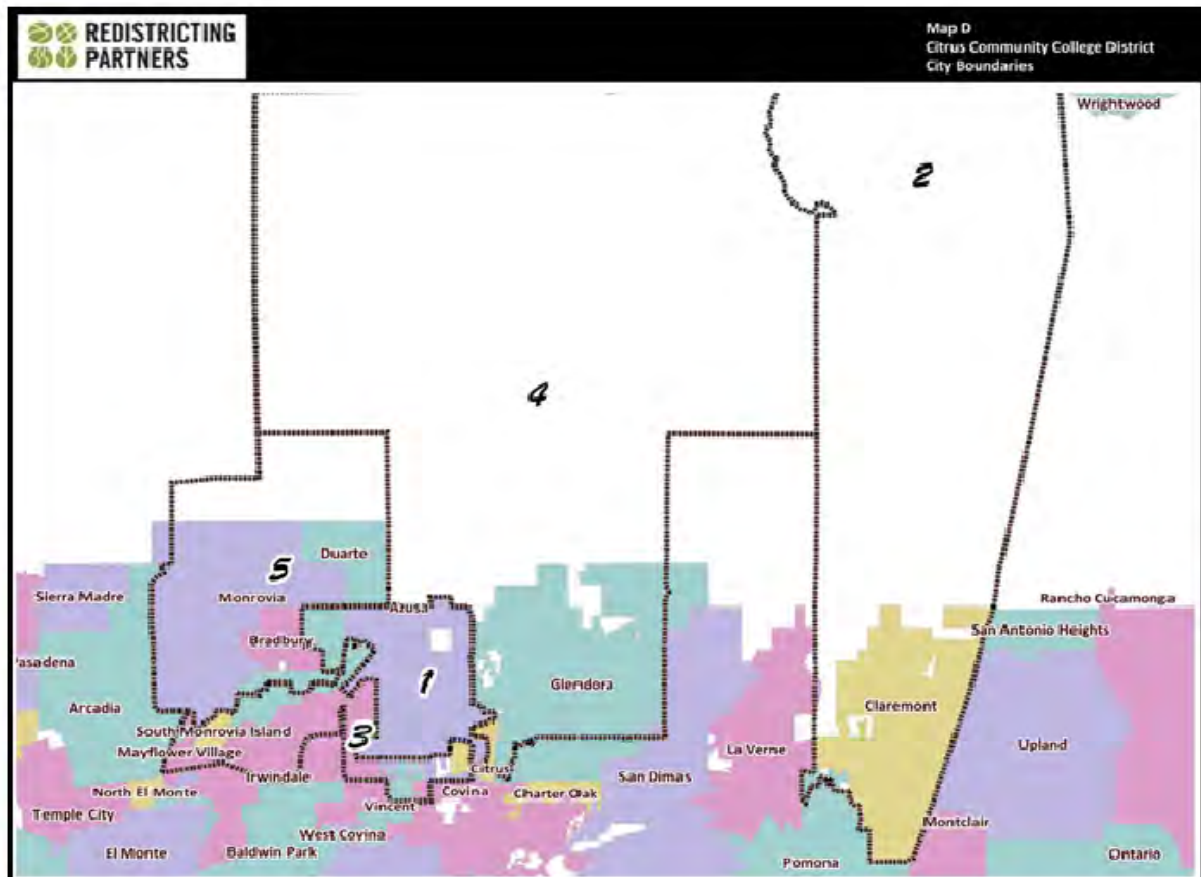 REDISTRICTING
PARTNERS
Map D
Citrus Community College District
City Boundaries
Wrightwood
2
4
Duarte
5
Sierra Madre
Monrovia
Azusa
Rancho Cucamonga
San Antonio Heights
Bradbury
Pasadena
Glendora
1
Arcadia
Claremont
South Monrovia Island
3
Mayflower Village
La Verne
Upland
Irwindale
Citrus
San Dimas
North El Monte
Vincent
Covina
Charter Oak
Temple City
Montclair
West Covina
El Monte
Baldwin Park
Pomona
Ontario